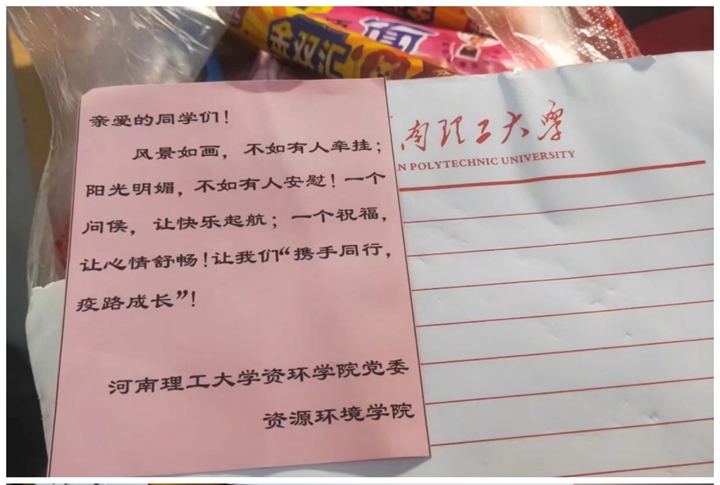 双汇
亲爱的同学们！
风景如画，不如有人牵挂；
阳光明媚，不如有人安慰！一个
问侯，让快乐起航；一个祝福，
让心情舒畅！让我们“携手同行，
疫路成长”！
河南理工大学资环学院党委
资源环境学院
南理工大学
N POLYTECHNIC UNIVERSITY